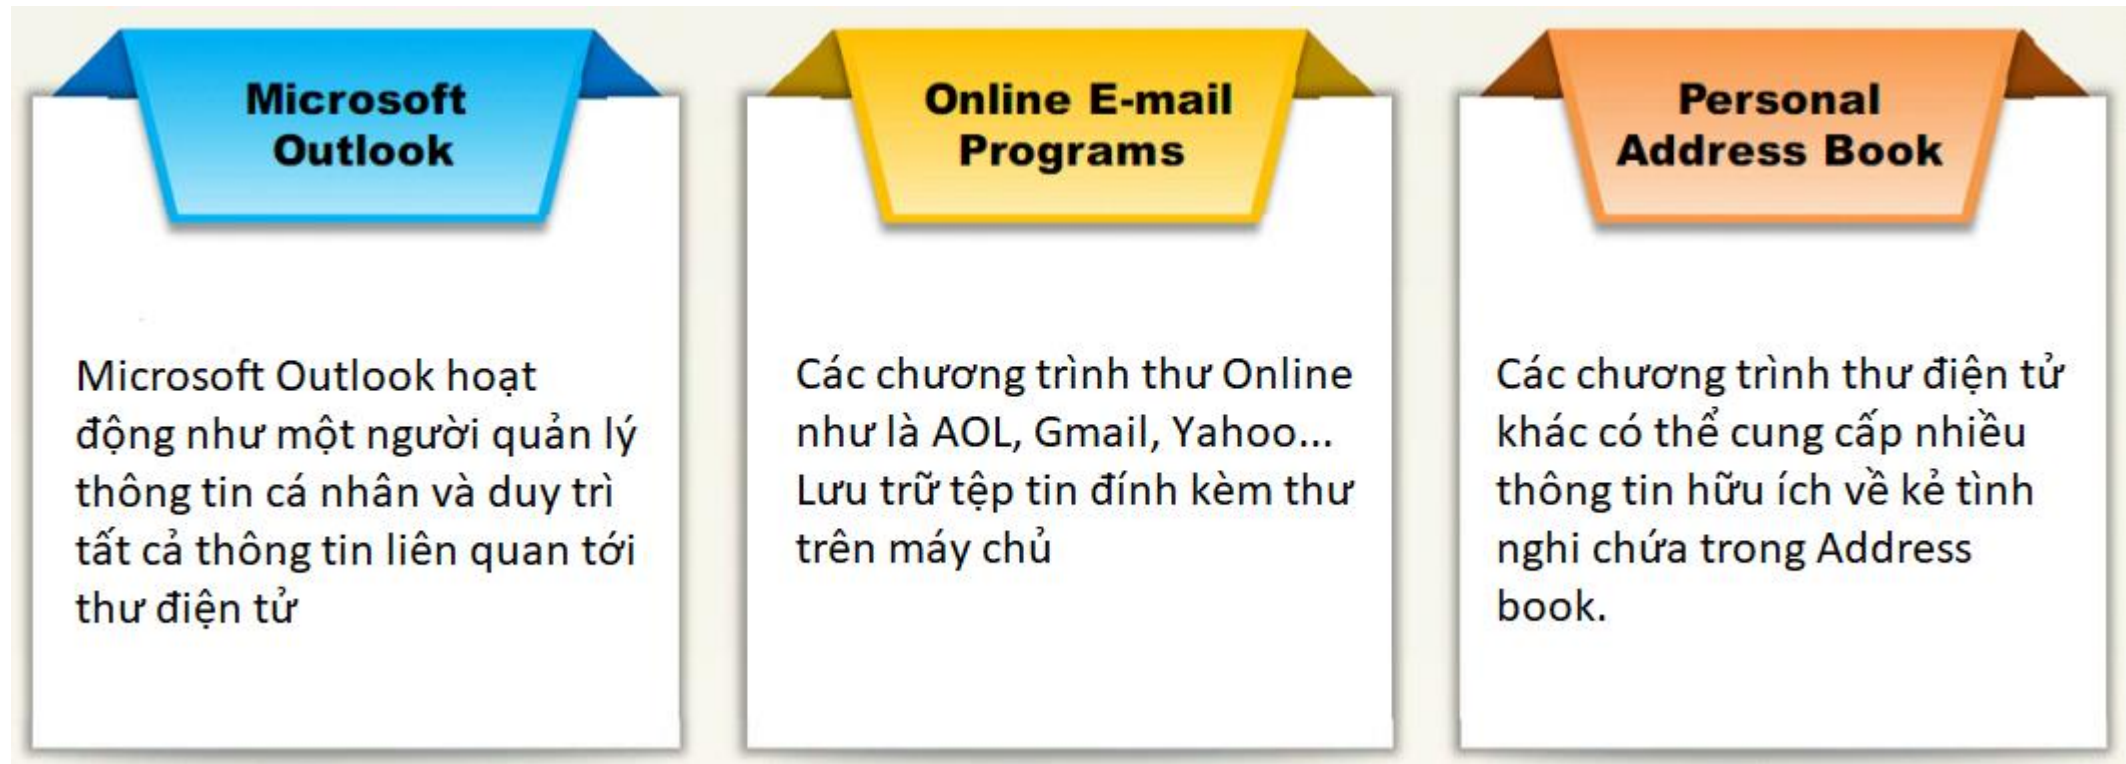 Microsoft
Outlook
Microsoft Outlook hoạt
động như một người quản lý
thông tin cá nhân và duy trì
tất cả thông tin liên quan tới
thư điện tử
Online E-mail
Programs
Các chương trình thư Online
như là AOL, Gmail, Yahoo...
Lưu trữ tệp tin đính kèm thư
trên máy chủ
Personal
Address Book
Các chương trình thư điện tử
khác có thể cung cấp nhiều
thông tin hữu ích về kẻ tình
nghi chứa trong Address
book.